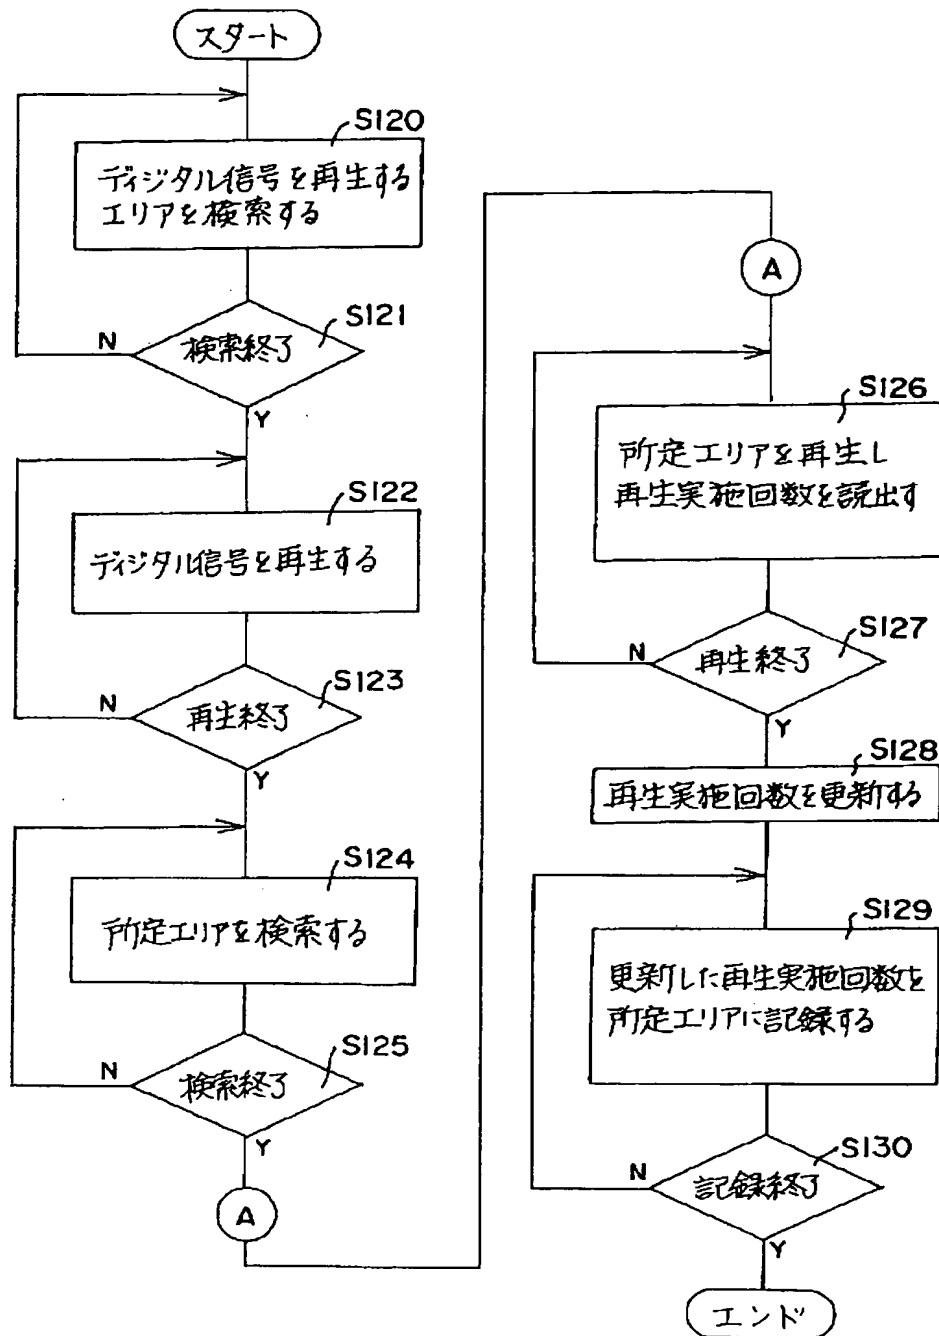 スタート
S120
ディジタル信号を再生する
エリアを検索する
S121
検索終了
N
Y
S122
ディジタル信号を再生する
S123
再生終了
N
Y
S124
所定エリアを検索する
S125
検索終了
N
Y
A
A
S126
所定エリアを再生し
再生実施回数を読出す
S127
再生終了
N
Y
S128
再生実施回数を更新する
S129
更新した再生実施回数を
所定エリアに記録する
S130
記録終了
N
Y
エンド